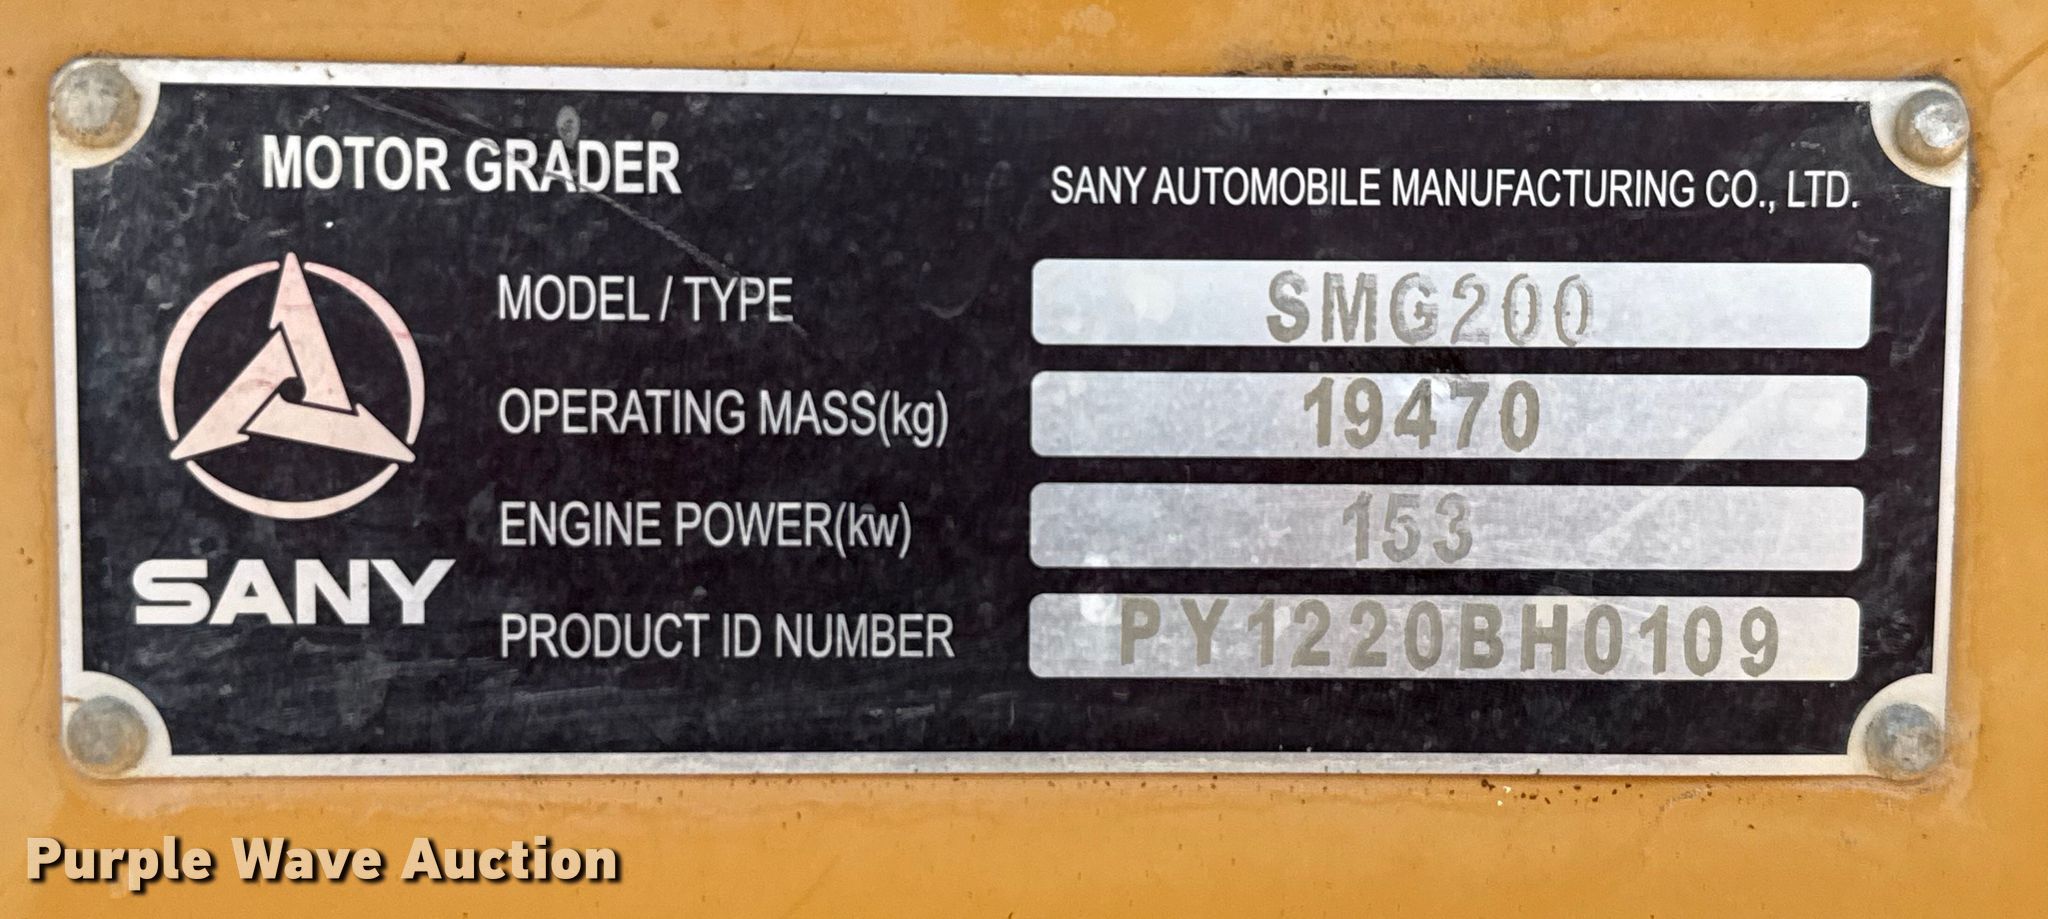 MOTOR GRADER
SANY AUTOMOBILE MANUFACTURING CO., LTD.
MODEL / TYPE SMG200
OPERATING MASS(kg) 19470
ENGINE POWER(kw) 153
PRODUCT ID NUMBER PY1220BH0109
SANY
Purple Wave Auction